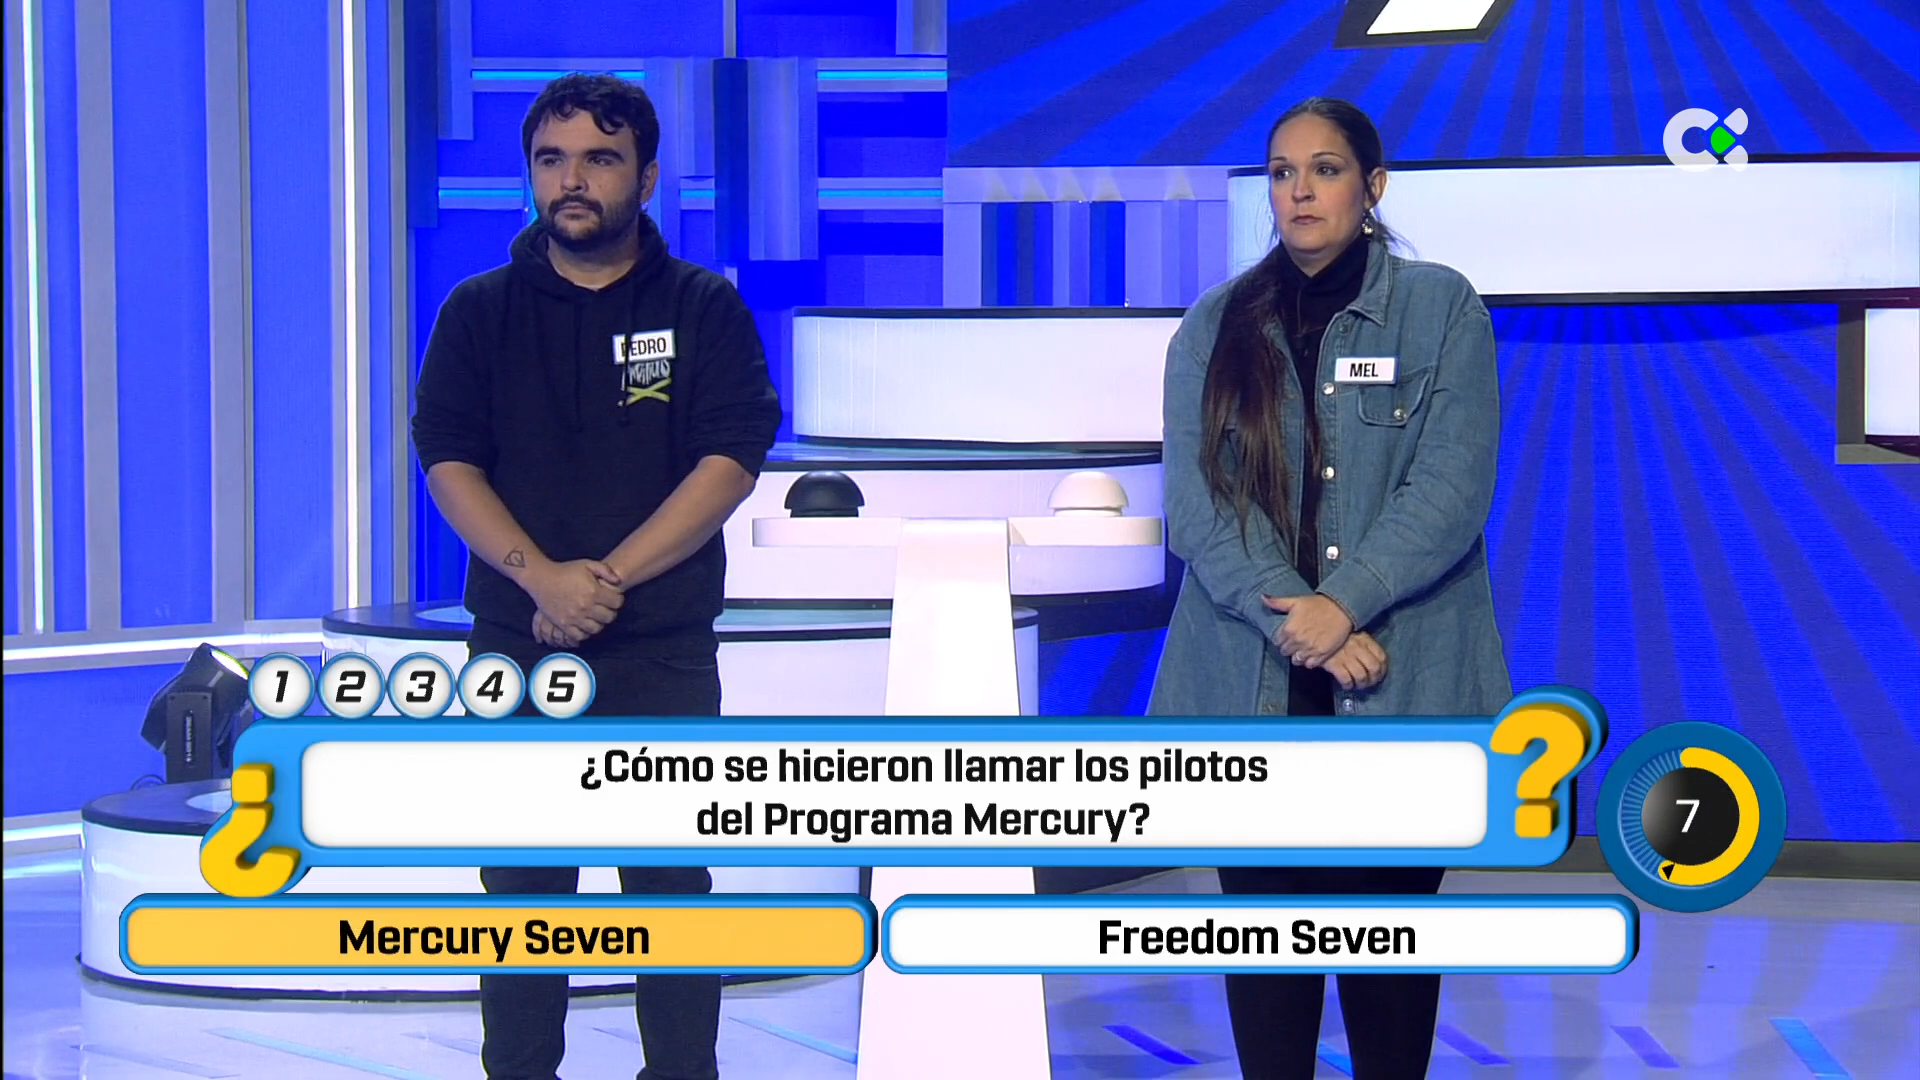 PEDRO
MEL
1 2 3 4 5
¿Cómo se hicieron llamar los pilotos
del Programa Mercury?
7
Mercury Seven
Freedom Seven